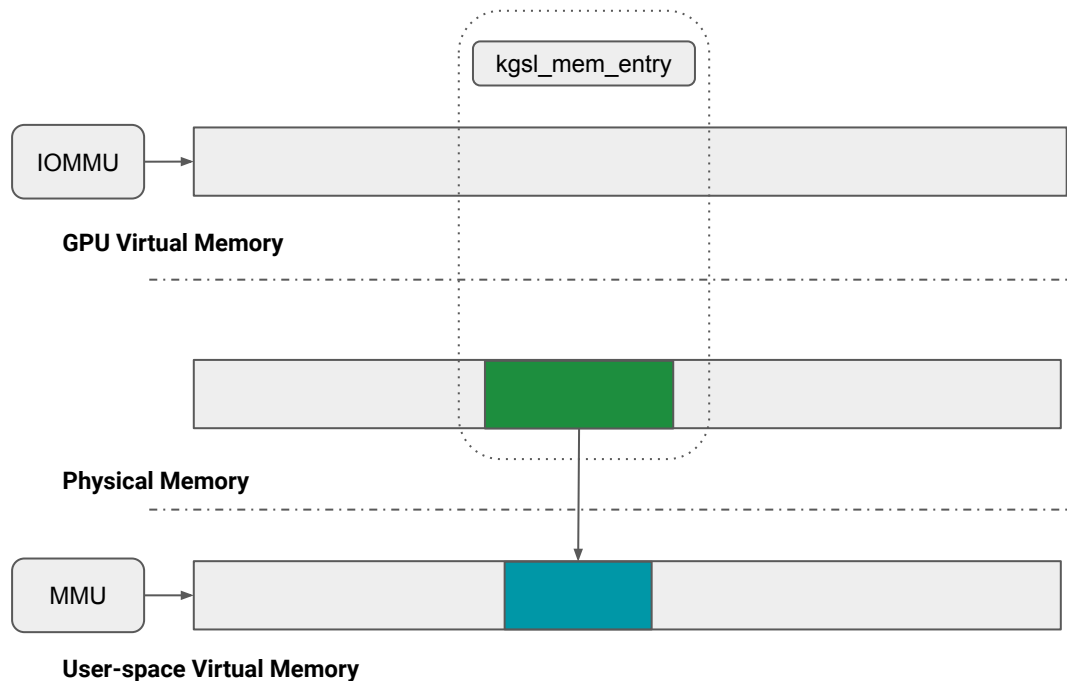 kgsl_mem_entry
IOMMU
GPU Virtual Memory
Physical Memory
MMU
User-space Virtual Memory